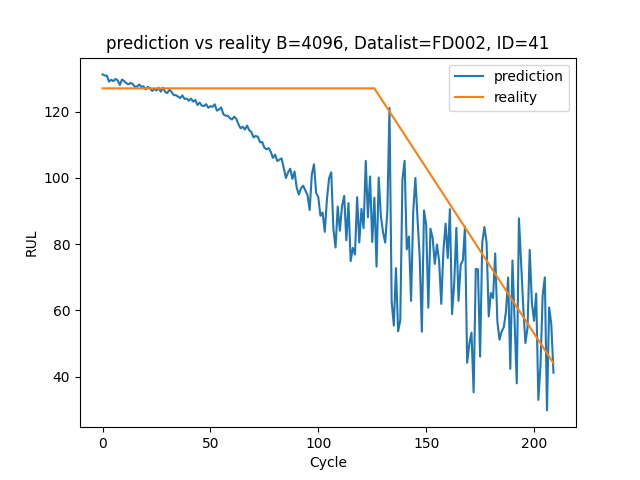 prediction vs reality B=4096, Datalist=FD002, ID=41
prediction
reality
RUL
120
100
80
60
40
0
50
100
150
200
Cycle